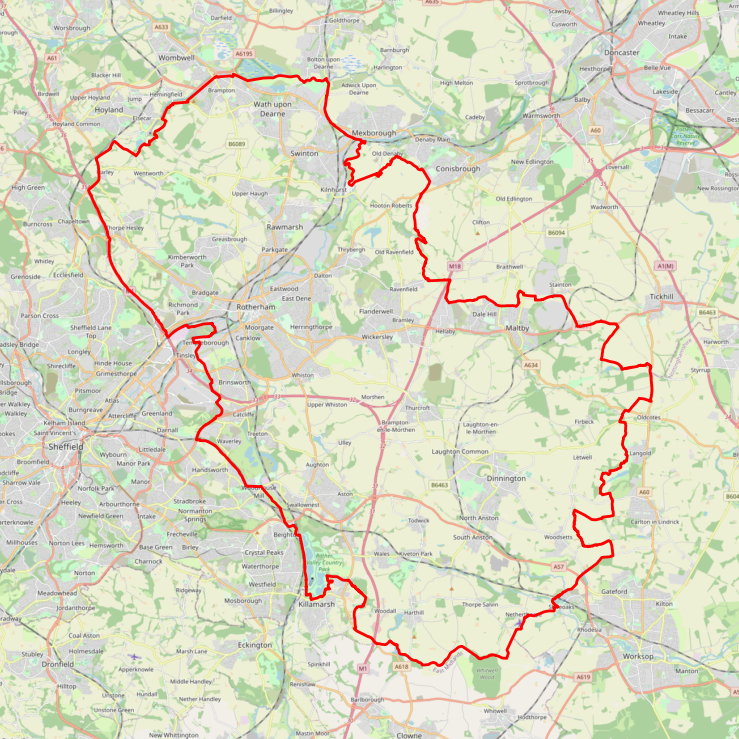 Worsbrough
Darfield
Billingley
Goldthorpe
A635
Scawsby
Wheatley Hills
Cusworth
Wheatley
Intake
Doncaster
A61
A633
Wombwell
A6195
Bolton upon
Dearne
Barnburgh
Harlington
Hexthorpe
Belle Vue
Blacker Hill
Birdwell
Upper Hoyland
Jump
Hemingfield
Brampton
Adwick Upon
Dearne
High Melton
Sprotbrough
Lakeside
Cantley
Hoyland
Pilley
Hoyland Common
Elsecar
Wath upon
Dearne
Cadeby
Warmsworth
Balby
Bessacarr
Mexborough
Denaby Main
A60
B6089
Swinton
Old Denaby
Conisbrough
New Edlington
Loversall
High Green
Wentworth
Kilnhurst
New Rossington
Upper Haugh
Hooton Roberts
Old Edlington
Wadworth
Burncross
Chapeltown
Thorpe Hesley
Rawmarsh
Clifton
B6094
Greasbrough
Parkgate
Thrybergh
Old Ravenfield
Whitley
Ecclesfield
Grenoside
Kimberworth
Park
Dalton
M18
Braithwell
A1(M)
Bradgate
Eastwood
East Dene
Ravenfield
Stainton
Tickhill
Parson Cross
Richmond
Park
Rotherham
Flanderwell
Dale Hill
B6463
Sheffield Lane
Top
Moorgate
Herringthorpe
Bramley
Hellaby
Maltby
Canklow
Wickersley
Harworth
Longley
Templeborough
Tinsley
Hinde-House
Shirecliffe
Grimesthorpe
Whiston
A634
Styrrup
Pitsmoor
Brinsworth
Morthen
Burngreave
Atlas
Greenland
Upper Whiston
Thurcroft
Attercliffe
Catcliffe
Oldcotes
Kelham Island
Darnall
Brampton
en-le-Morthen
Laughton-en-
le-Morthen
Firbeck
Saint Vincent's
Waverley
Treeton
Ulley
Sheffield
Littledale
Wybourn
Handsworth
Laughton Common
Letwell
Langold
Broomhill
Manor
Manor Park
Aughton
Norfolk Park
Woodhouse
Mill
Dinnington
A60
Sharrow Vale
Arbourthorne
Stradbroke
Aston
B6463
Newfield Green
Normanton
Springs
Swallownest
Heeley
Intake
North Anston
Carlton in Lindrick
Todwick
Millhouses
Frecheville
Beighton
South Anston
Woodsetts
Norton Lees
Hemsworth
Base Green
Birley
Crystal Peaks
Wales
Kiveton Park
Norton
Charnock
Waterthorpe
Rother
Valley Country
Park
A57
Meadowhead
Ridgeway
Westfield
Gateford
Jordanthorpe
Mosborough
Killamarsh
Woodall
Harthill
Thorpe Salvin
Kilton
Netherthorpe
Shireoaks
Coal Aston
Rhodesia
Holmesdale
Marsh Lane
Eckington
Apperknowle
Worksop
Dronfield
Stubley
Spinkhill
M1
A618
Whitwell
Wood
Manton
Hilltop
Middle Handley
Renishaw
A619
Unstone
Green
Hundall
Nether Handley
Barlborough
Hodthorpe
Unstone
New Whittington
Mastin Moor
Clowne